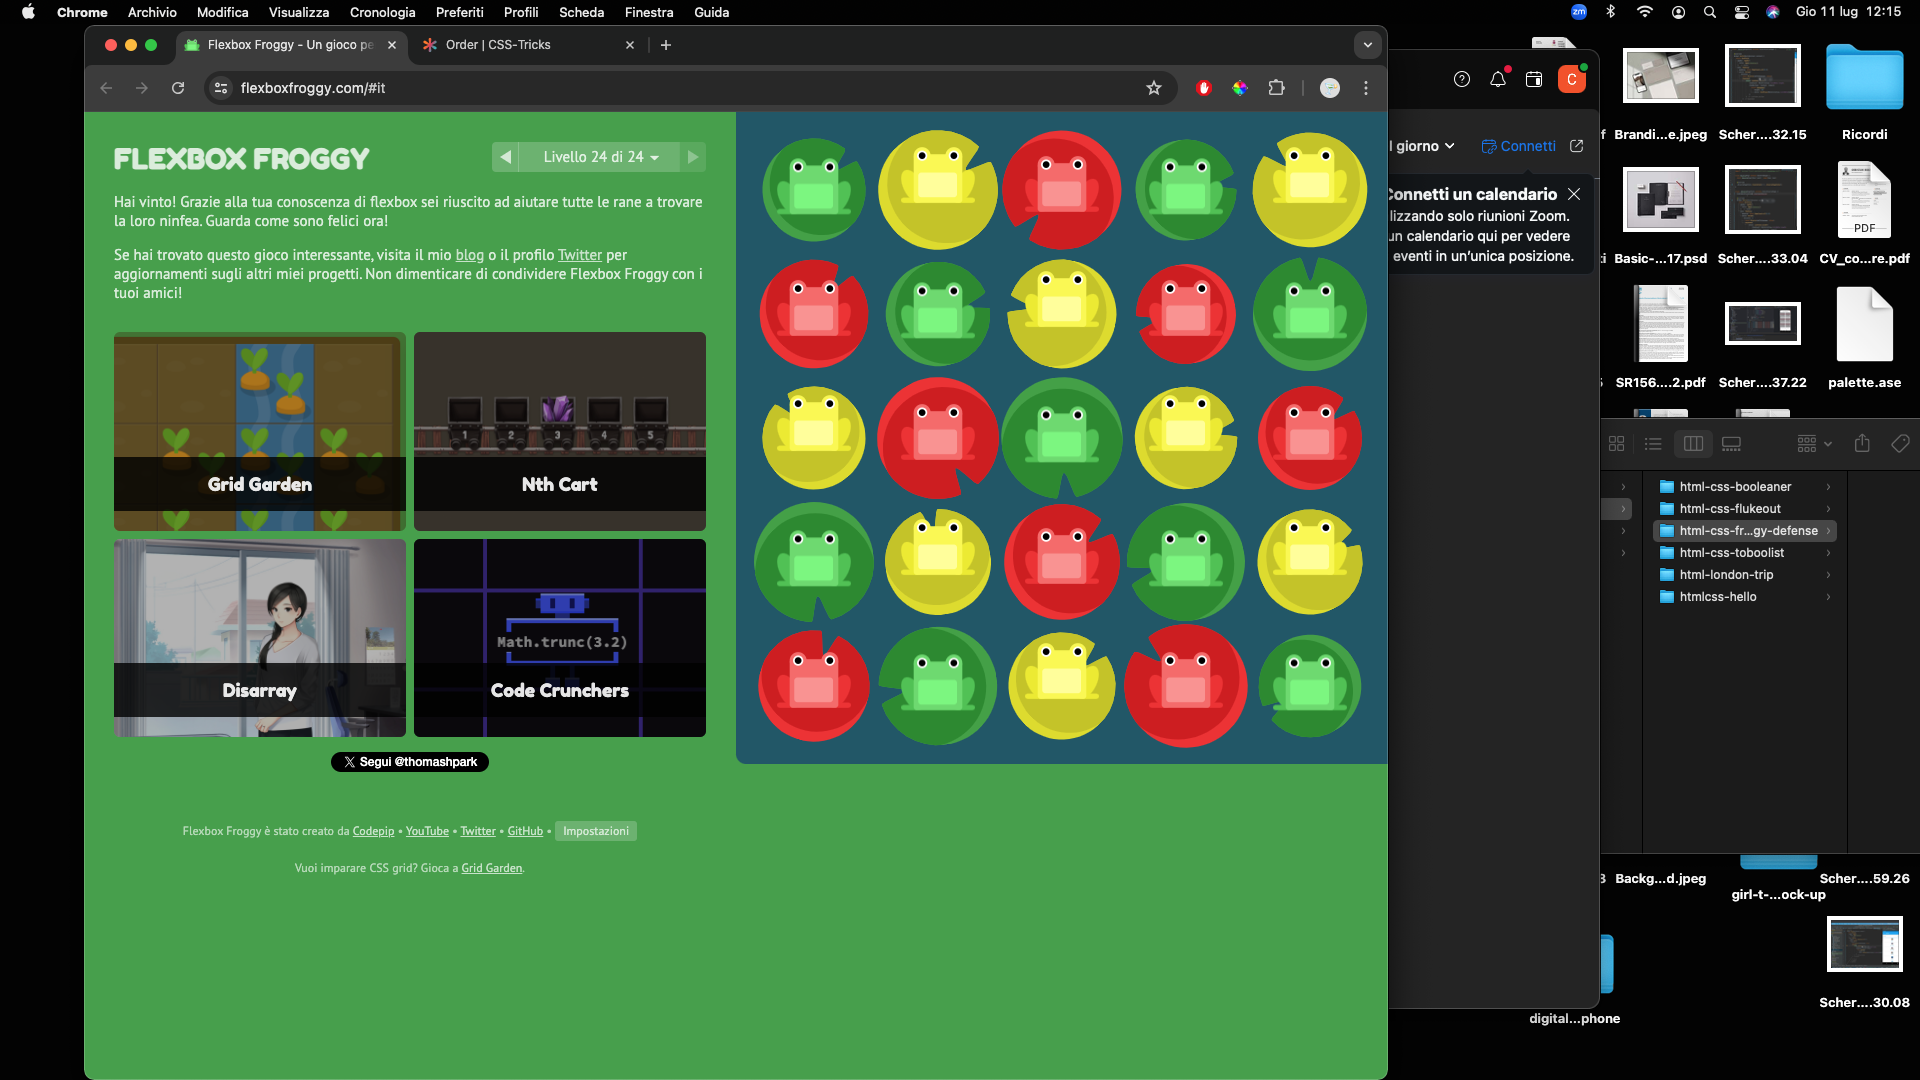 Chrome Archivio Modifica Visualizza Cronologia Preferiti Profili Scheda Finestra Guida
zm Gio 11 lug 12:15
Flexbox Froggy - Un gioco pe
Order | CSS-Tricks
flexboxfroggy.com/#it
FLEXBOX FROGGY
Livello 24 di 24
Hai vinto! Grazie alla tua conoscenza di flexbox sei riuscito ad aiutare tutte le rane a trovare
la loro ninfea. Guarda come sono felici ora!
Se hai trovato questo gioco interessante, visita il mio blog o il profilo Twitter per
aggiornamenti sugli altri miei progetti. Non dimenticare di condividere Flexbox Froggy con i
tuoi amici!
1 2 3 4 5
Grid Garden
Nth Cart
Math.trunc(3.2)
Disarray
Code Crunchers
Segui @thomashpark
Flexbox Froggy è stato creato da Codepip • YouTube • Twitter • GitHub • Impostazioni
Vuoi imparare CSS grid? Gioca a Grid Garden.
C
l giorno
Connetti
Connetti un calendario
lizzando solo riunioni Zoom.
un calendario qui per vedere
eventi in un'unica posizione.
Brandi...e.jpeg
Scher....32.15
Ricordi
PDF
Basic-...17.psd
Scher....33.04
CV_co...re.pdf
SR156....2.pdf
Scher....37.22
palette.ase
html-css-booleaner
html-css-flukeout
html-css-fr...gy-defense
html-css-toboolist
html-london-trip
htmlcss-hello
Backg...d.jpeg
girl-t-...ock-up
Scher....59.26
Scher....30.08
digital...phone